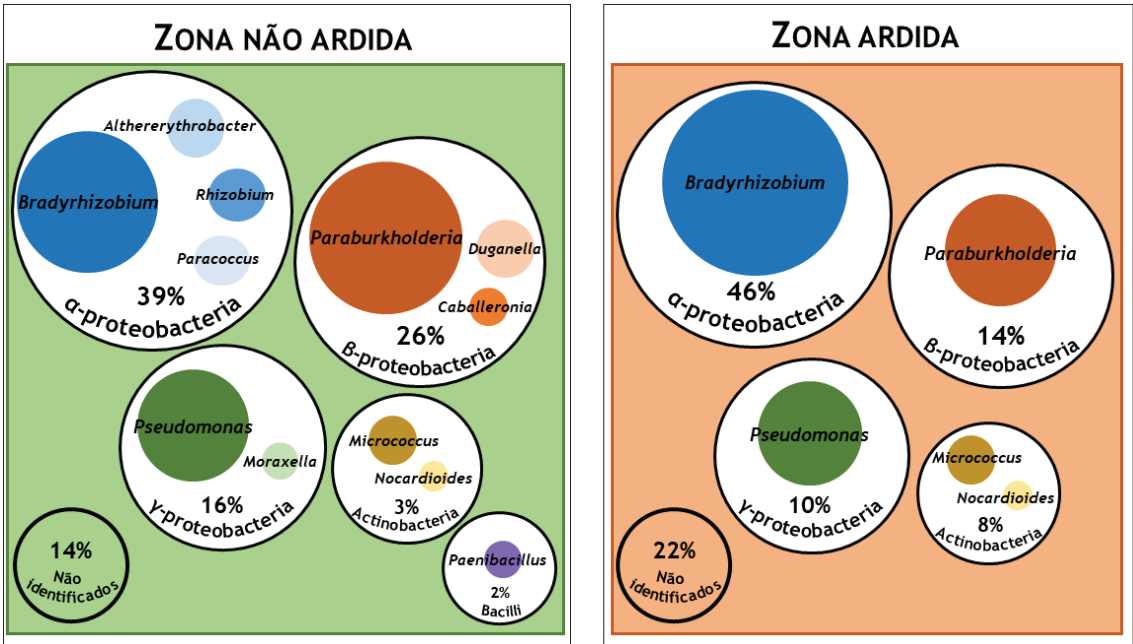 ZONA NÃO ARDIDA
Althererythrobacter
Bradyrhizobium
Rhizobium
Paracoccus
39%
α-proteobacteria
Paraburkholderia
Duganella
Caballeronia
26%
β-proteobacteria
Pseudomonas
Moraxella
16%
γ-proteobacteria
Micrococcus
Nocardioides
3%
Actinobacteria
Paenibacillus
2%
Bacilli
14%
Não
identificados
ZONA ARDIDA
Bradyrhizobium
46%
α-proteobacteria
Paraburkholderia
14%
β-proteobacteria
Pseudomonas
10%
γ-proteobacteria
Micrococcus
Nocardioides
8%
Actinobacteria
22%
Não
identificados